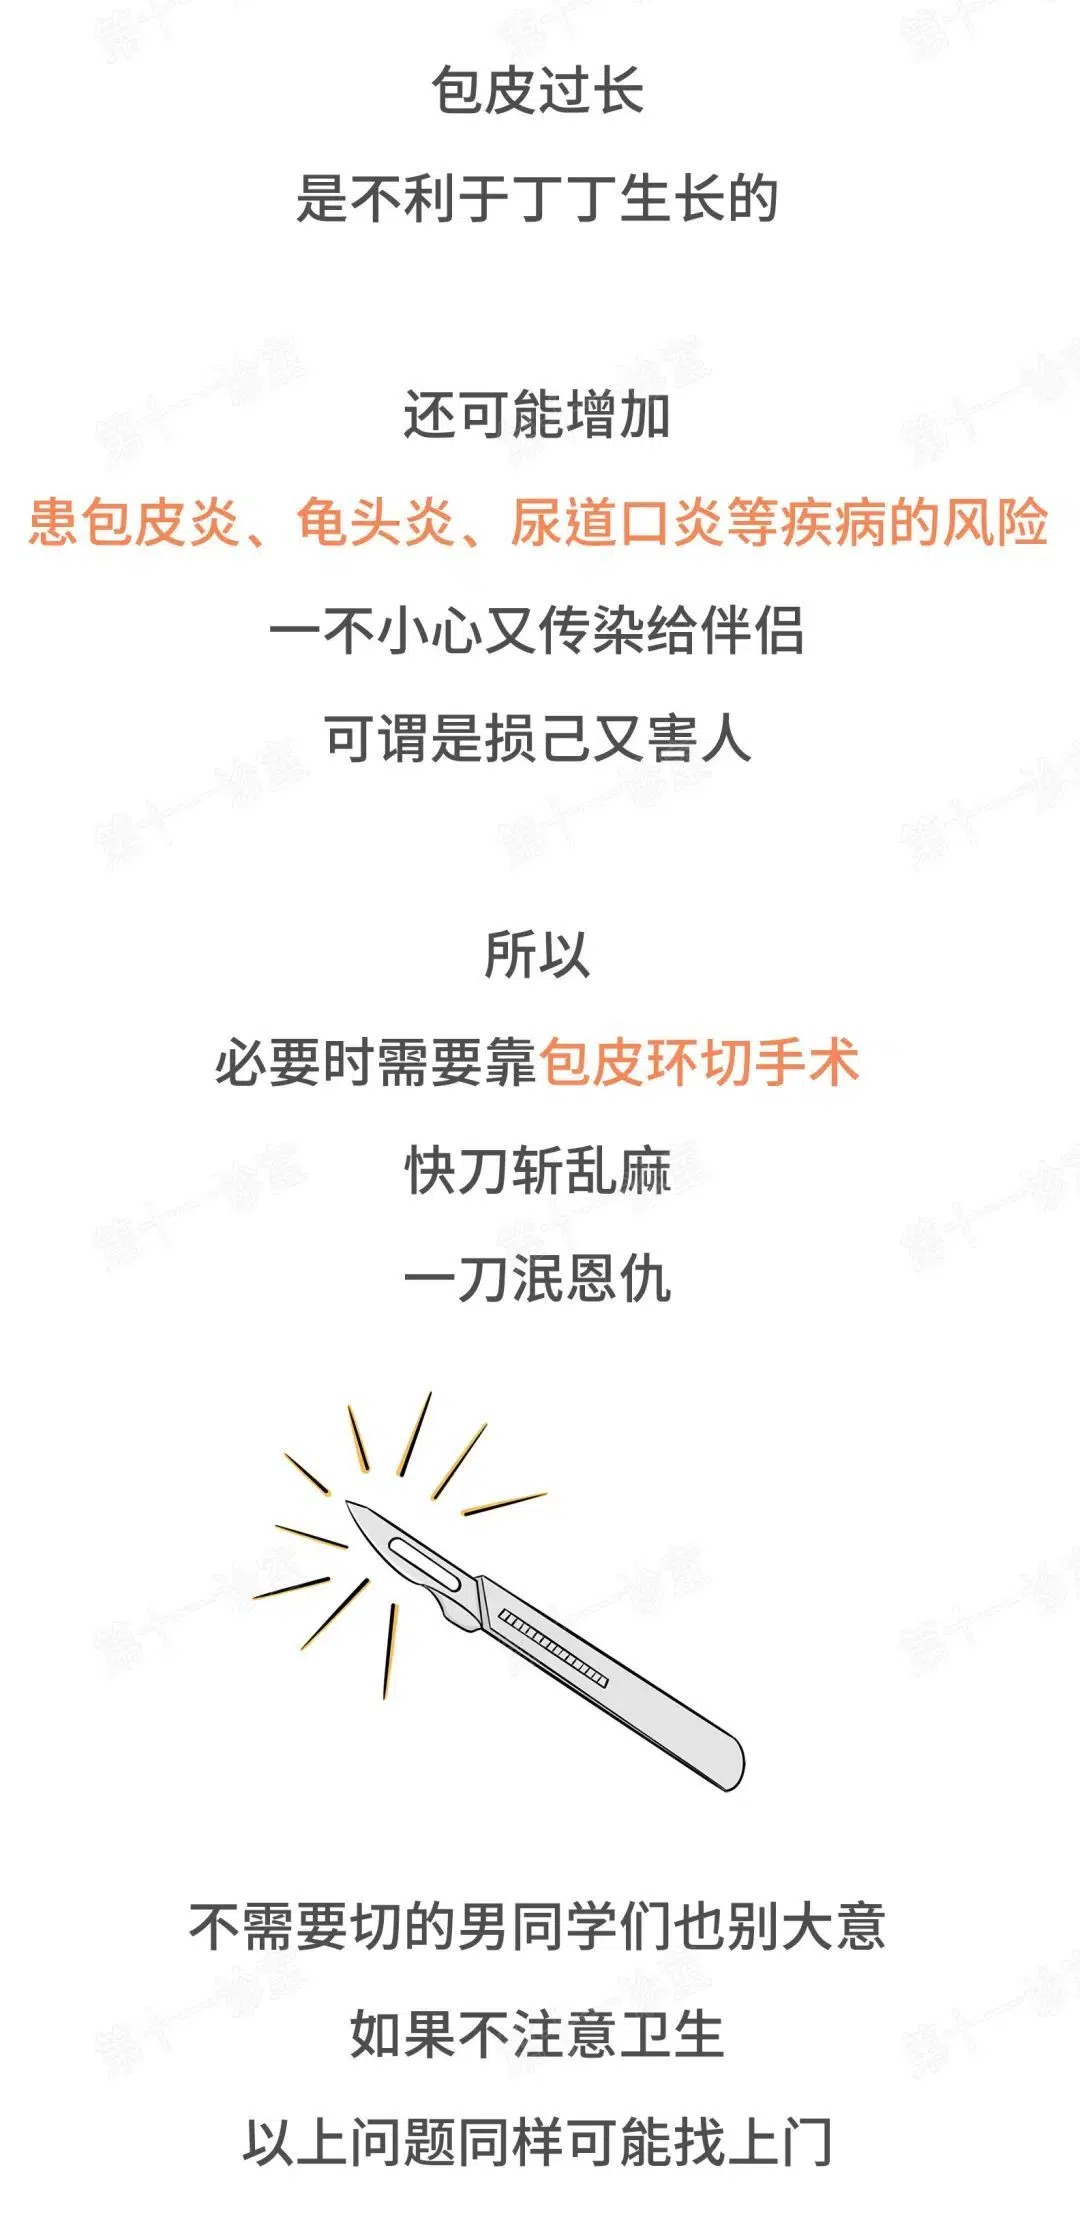 包皮过长
是不利于丁丁生长的
还可能增加
患包皮炎、龟头炎、尿道口炎等疾病的风险
一不小心又传染给伴侣
可谓是损己又害人
所以
必要时需要靠包皮环切手术
快刀斩乱麻
一刀泯恩仇
不需要切的男同学们也别大意
如果不注意卫生
以上问题同样可能找上门
第十一诊室